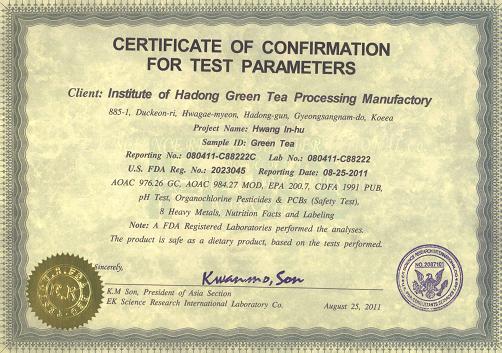 CERTIFICATE OF CONFIRMATION
FOR TEST PARAMETERS
Client: Institute of Hadong Green Tea Processing Manufactory
885-1, Duckeon-ri, Hwagae-myeon, Hadong-gun, Gyeongsangnam-do, Koeea
Project Name: Hwang In-hu
Sample ID: Green Tea
Reporting No.: 080411-C88222C Lab No.: 080411-C88222
U.S. FDA Reg. No.: 2023045 Reporting Date: 08-25-2011
AOAC 976.26 GC, AOAC 984.27 MOD, EPA 200.7, CDFA 1991 PUB,
pH Test, Organochlorine Pesticides & PCBs (Safety Test),
8 Heavy Metals, Nutrition Facts and Labeling
Note: A FDA Registered Laboratories performed the analyses.
The product is safe as a dietary product, based on the tests performed.
Sincerely,
Kwanmo, Son
K.M Son, President of Asia Section
EK Science Research International Laboratory Co.
August 25, 2011
NO. 2087101